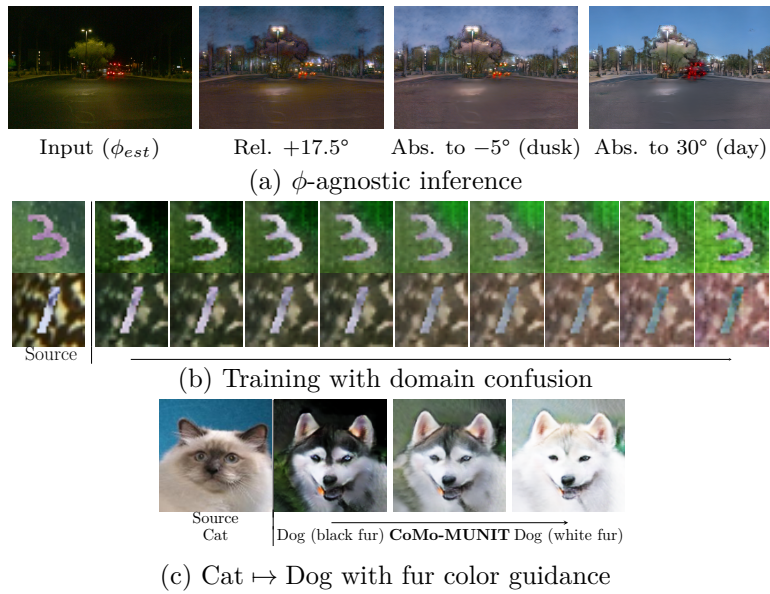 Input (ϕest) Rel. +17.5° Abs. to −5° (dusk) Abs. to 30° (day)
(a) ϕ-agnostic inference
Source
(b) Training with domain confusion
Source
Cat Dog (black fur) CoMo-MUNIT Dog (white fur)
(c) Cat ↦ Dog with fur color guidance